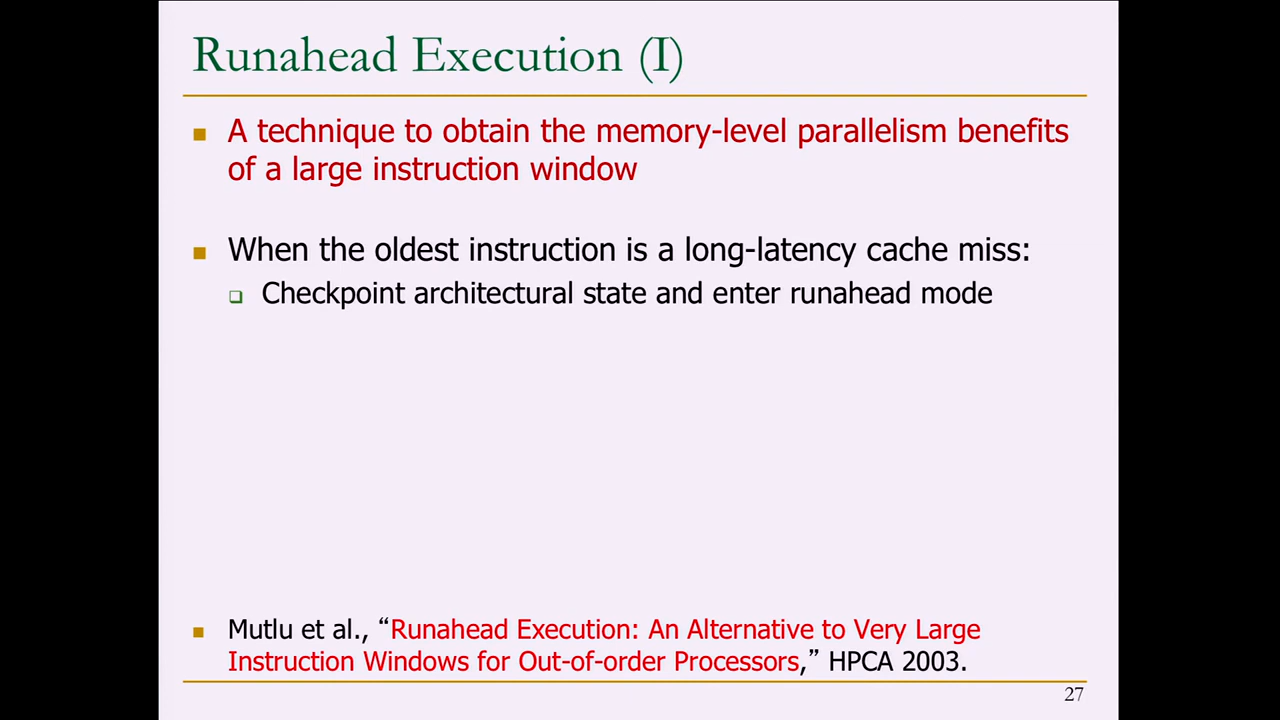 Runahead Execution (I)
A technique to obtain the memory-level parallelism benefits
of a large instruction window
When the oldest instruction is a long-latency cache miss:
Checkpoint architectural state and enter runahead mode
Mutlu et al., “Runahead Execution: An Alternative to Very Large
Instruction Windows for Out-of-order Processors,” HPCA 2003.
27